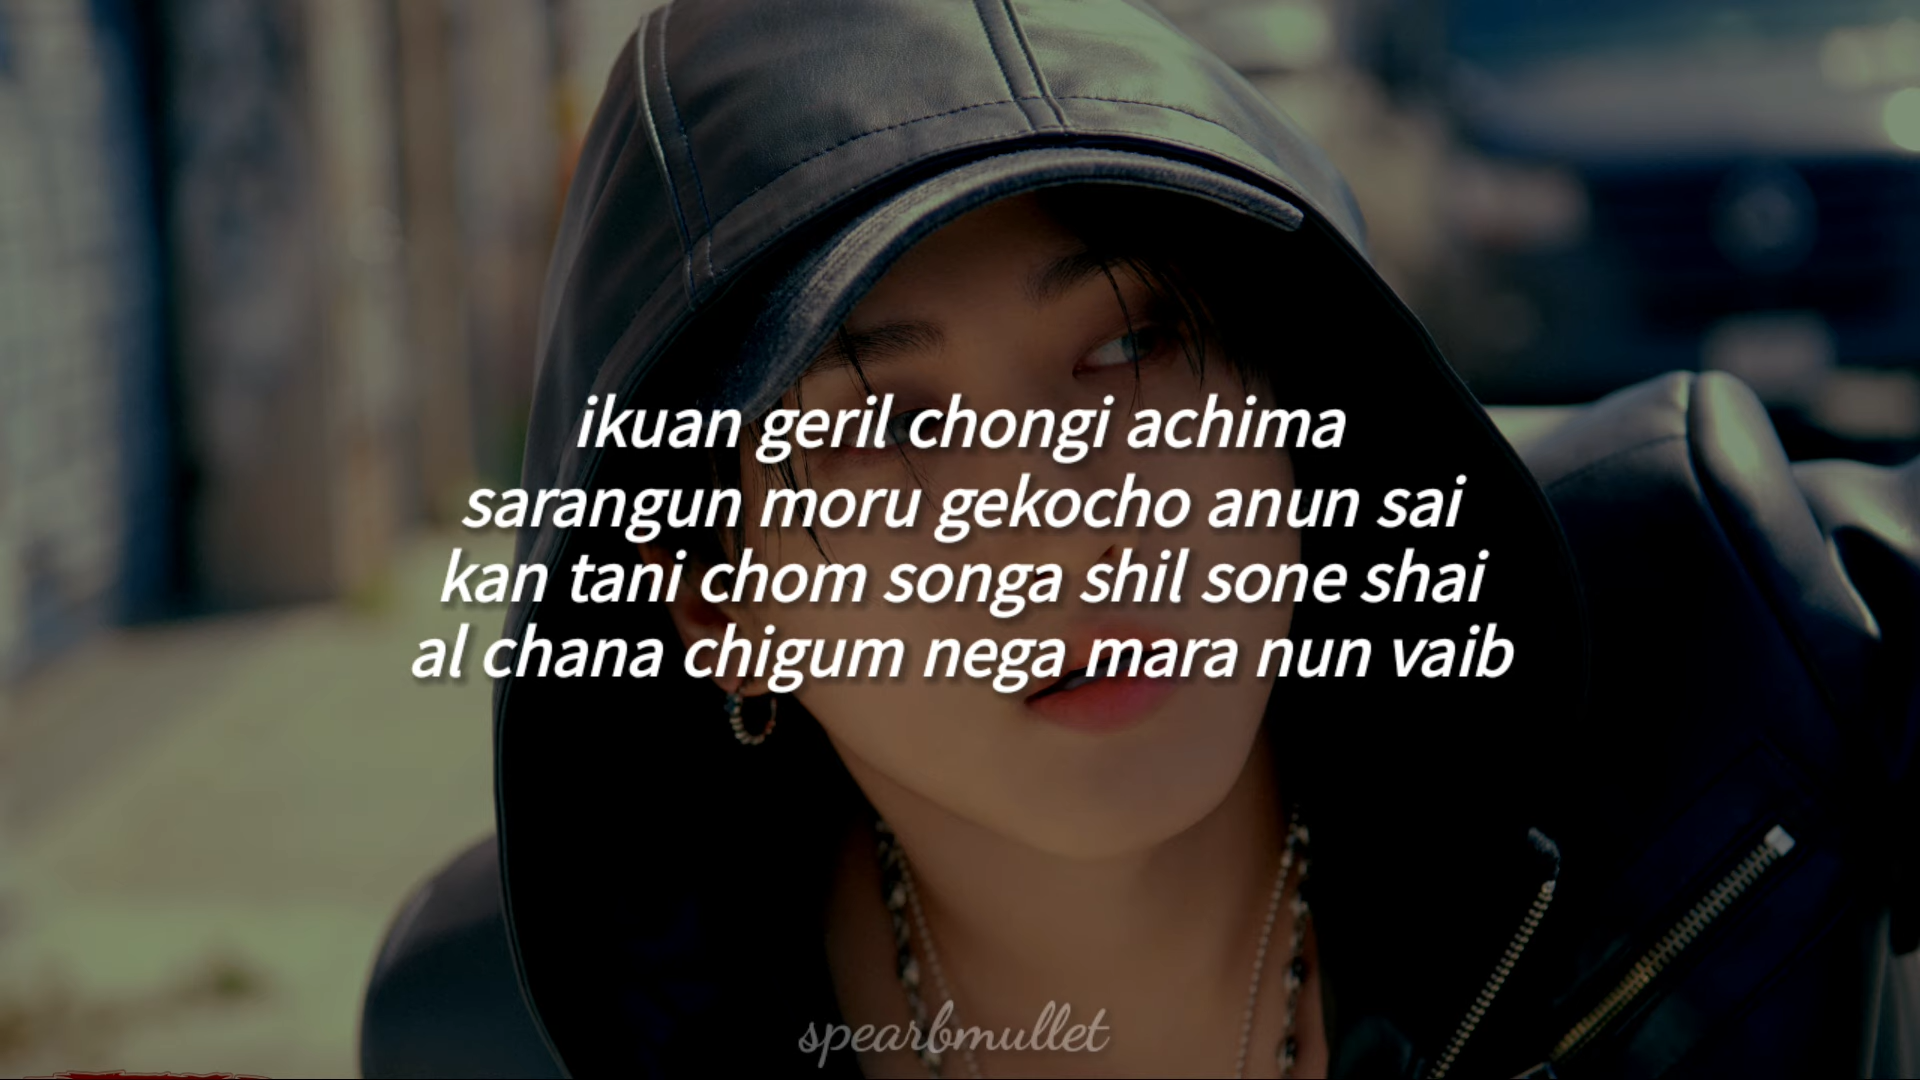 ikuan geril chongi achima
sarangun moru gekocho anun sai
kan tani chom songa shil sone shai
al chana chigum nega mara nun vaib
spearbmullet